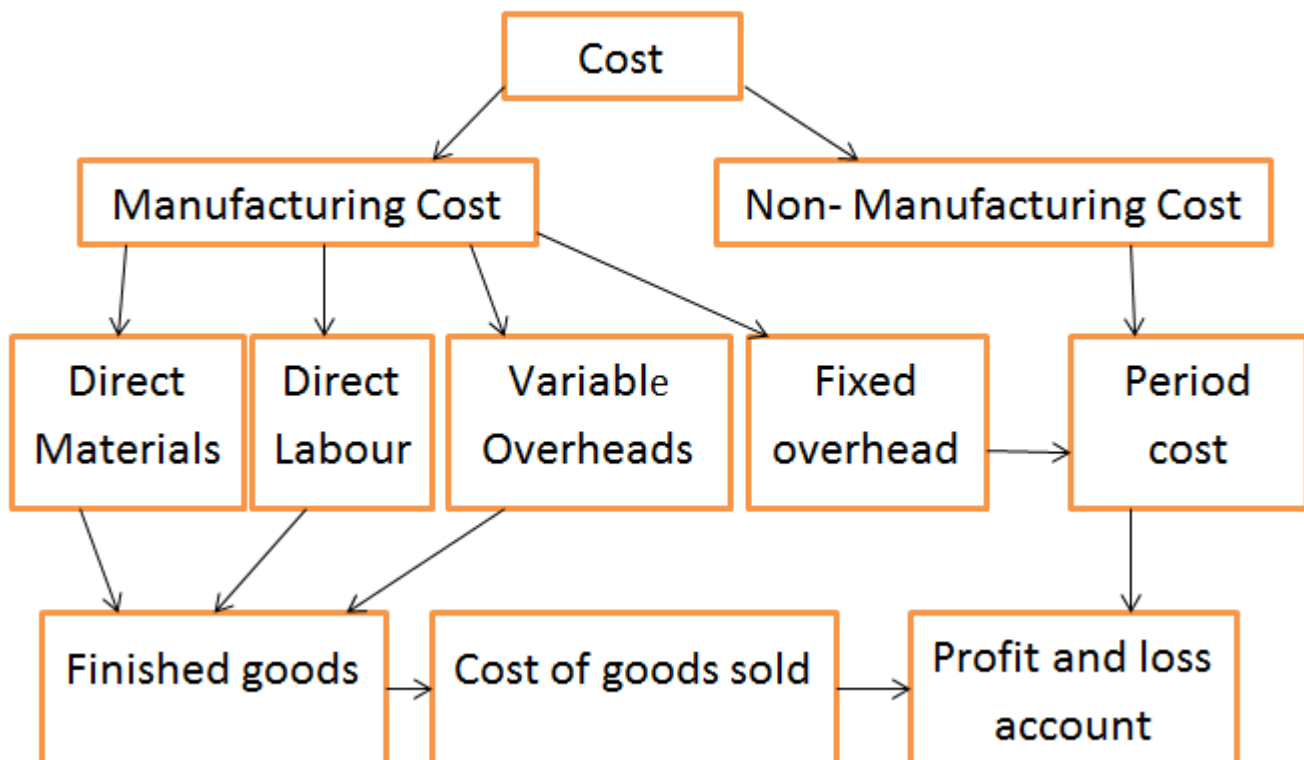 Cost
Manufacturing Cost
Non- Manufacturing Cost
Direct
Materials
Direct
Labour
Variable
Overheads
Fixed
overhead
Period
cost
Finished goods
Cost of goods sold
Profit and loss
account